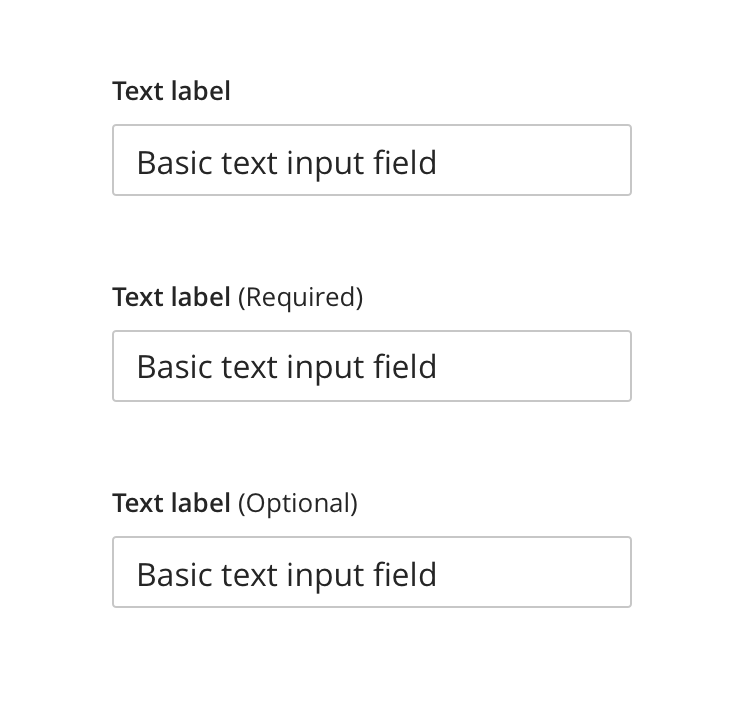 Text label
Basic text input field
Text label (Required)
Basic text input field
Text label (Optional)
Basic text input field